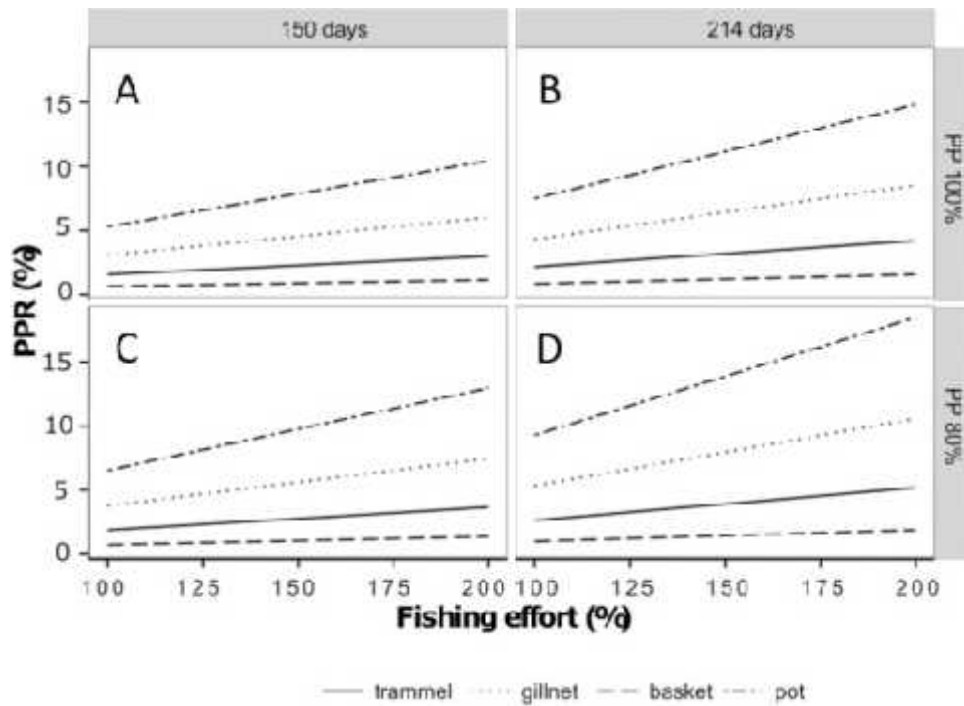 150 days 214 days
A B
15
10
5
0
PP 100%
PPR (%)
C D
15
10
5
0
PP 80%
100 125 150 175 200 100 125 150 175 200
Fishing effort (%)
trammel gillnet basket pot